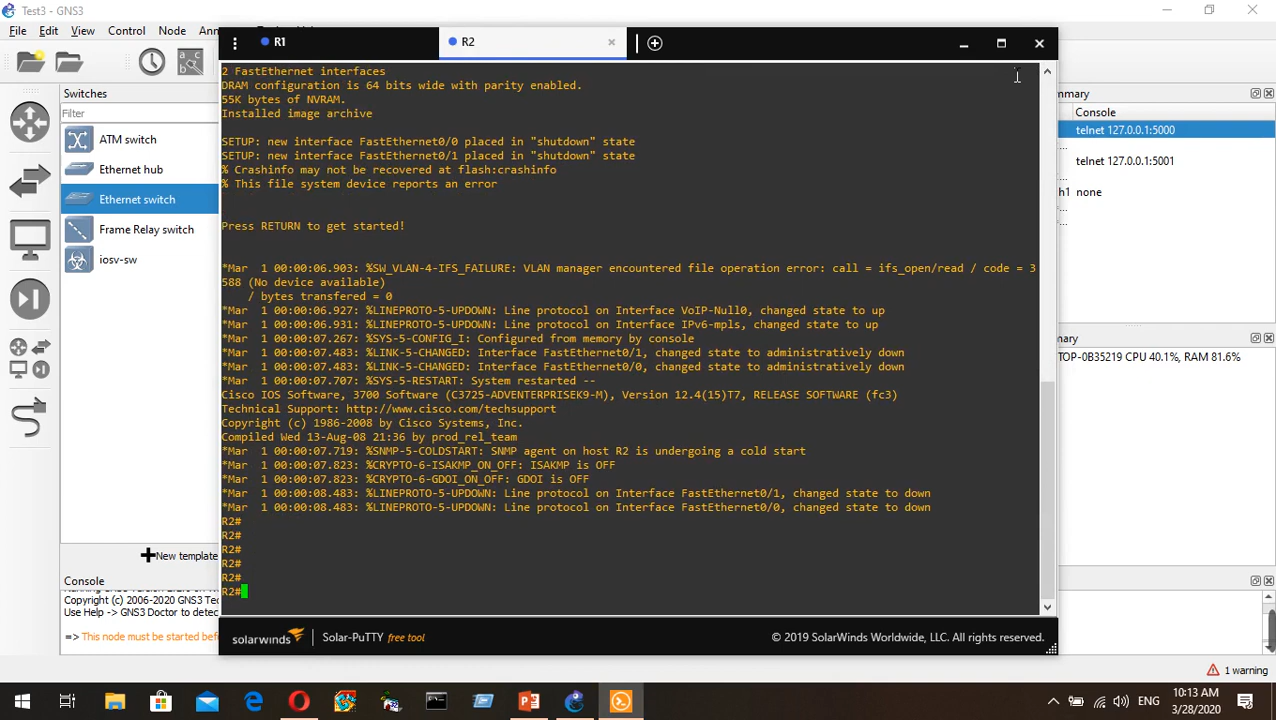 Test3 - GNS3
File Edit View Control Node Ann
R1
R2
2 FastEthernet interfaces
DRAM configuration is 64 bits wide with parity enabled.
55K bytes of NVRAM.
Installed image archive
SETUP: new interface FastEthernet0/0 placed in "shutdown" state
SETUP: new interface FastEthernet0/1 placed in "shutdown" state
% Crashinfo may not be recovered at flash:crashinfo
% This file system device reports an error
Press RETURN to get started!
*Mar  1 00:00:06.903: %SW_VLAN-4-IFS_FAILURE: VLAN manager encountered file operation error: call = ifs_open/read / code = 3
588 (No device available)
/ bytes transfered = 0
*Mar  1 00:00:06.927: %LINEPROTO-5-UPDOWN: Line protocol on Interface VoIP-Null0, changed state to up
*Mar  1 00:00:06.931: %LINEPROTO-5-UPDOWN: Line protocol on Interface IPv6-mpls, changed state to up
*Mar  1 00:00:07.267: %SYS-5-CONFIG_I: Configured from memory by console
*Mar  1 00:00:07.483: %LINK-5-CHANGED: Interface FastEthernet0/1, changed state to administratively down
*Mar  1 00:00:07.483: %LINK-5-CHANGED: Interface FastEthernet0/0, changed state to administratively down
*Mar  1 00:00:07.707: %SYS-5-RESTART: System restarted --
Cisco IOS Software, 3700 Software (C3725-ADVENTERPRISEK9-M), Version 12.4(15)T7, RELEASE SOFTWARE (fc3)
Technical Support: http://www.cisco.com/techsupport
Copyright (c) 1986-2008 by Cisco Systems, Inc.
Compiled Wed 13-Aug-08 21:36 by prod_rel_team
*Mar  1 00:00:07.719: %SNMP-5-COLDSTART: SNMP agent on host R2 is undergoing a cold start
*Mar  1 00:00:07.823: %CRYPTO-6-ISAKMP_ON_OFF: ISAKMP is OFF
*Mar  1 00:00:07.823: %CRYPTO-6-GDOI_ON_OFF: GDOI is OFF
*Mar  1 00:00:08.483: %LINEPROTO-5-UPDOWN: Line protocol on Interface FastEthernet0/1, changed state to down
*Mar  1 00:00:08.483: %LINEPROTO-5-UPDOWN: Line protocol on Interface FastEthernet0/0, changed state to down
R2#
R2#
R2#
R2#
R2#
R2#
solarwinds Solar-PuTTY free tool
© 2019 SolarWinds Worldwide, LLC. All rights reserved.
Switches
Filter
ATM switch
Ethernet hub
Ethernet switch
Frame Relay switch
iosv-sw
New template
Console
Copyright (c) 2006-2020 GNS3 Tec
Use Help -> GNS3 Doctor to detec
=> This node must be started befo
mmary
Console
telnet 127.0.0.1:5000
telnet 127.0.0.1:5001
h1 none
mary
TOP-0B35219 CPU 40.1%, RAM 81.6%
1 warning
ENG
10:13 AM
3/28/2020